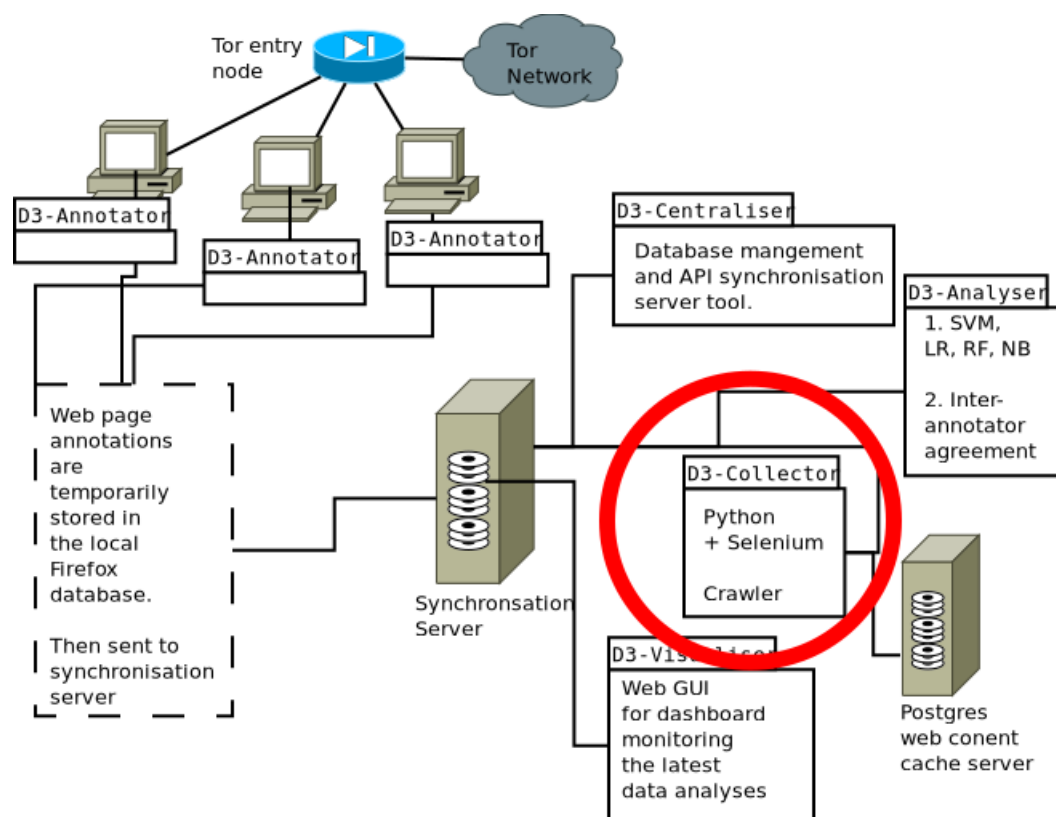 Tor entry
node
Tor
Network
D3-Annotator
D3-Annotator
D3-Annotator
D3-Centraliser
Database mangement
and API synchronisation
server tool.
D3-Analyser
1. SVM,
LR, RF, NB
2. Inter-
annotator
agreement
Web page
annotations
are
temporarily
stored in
the local
Firefox
database.
Then sent to
synchronisation
server
Synchronsation
Server
D3-Collector
Python
+ Selenium
Crawler
D3-Visualiser
Web GUI
for dashboard
monitoring
the latest
data analyses
Postgres
web conent
cache server